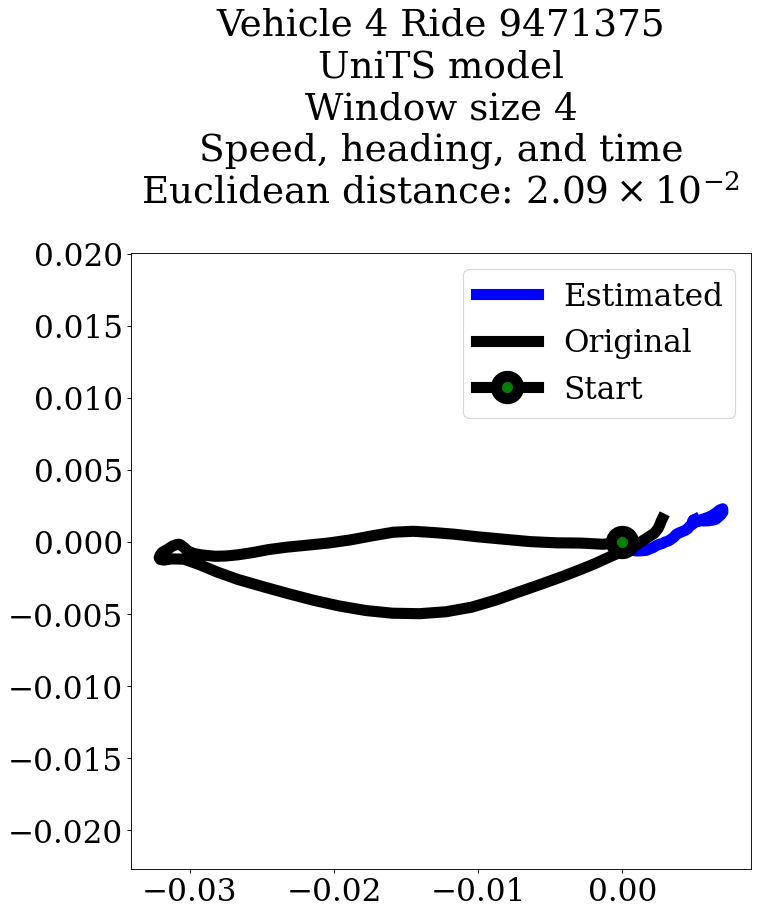 Vehicle 4 Ride 9471375
UniTS model
Window size 4
Speed, heading, and time
Euclidean distance: 2.09 × 10⁻²
0.020
0.015
0.010
0.005
0.000
−0.005
−0.010
−0.015
−0.020
Estimated
Original
Start
−0.03 −0.02 −0.01 0.00